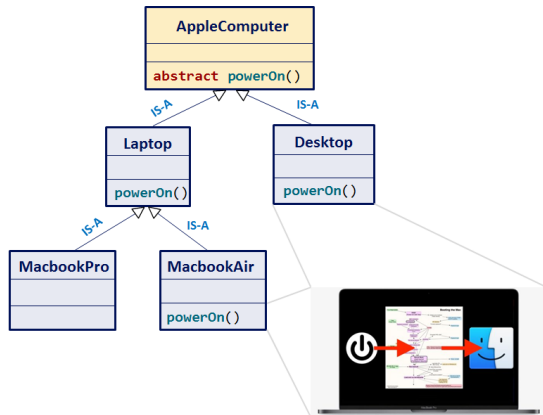 AppleComputer
abstract powerOn()
IS-A
IS-A
Laptop
powerOn()
Desktop
powerOn()
IS-A
IS-A
MacbookPro
MacbookAir
powerOn()